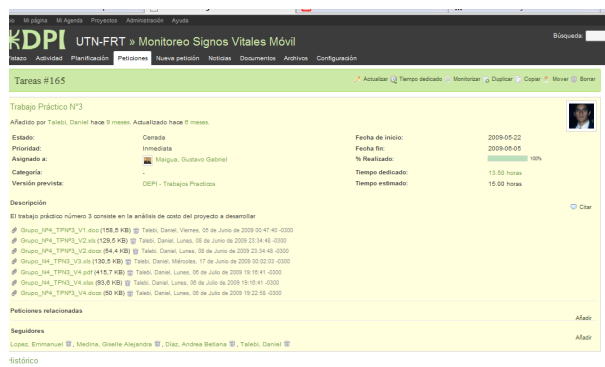 Mi página Mi Agenda Proyectos Administración Ayuda
KDPI UTN-FRT » Monitoreo Signos Vitales Móvil
Búsqueda:
Vistazo Actividad Planificación Peticiones Nueva petición Noticias Documentos Archivos Configuración
Tareas #165
Actualizar Tiempo dedicado Monitorizar Duplicar Copiar Mover Borrar
Trabajo Práctico N°3
Añadido por Talebi, Daniel hace 9 meses. Actualizado hace 8 meses.
Estado: Cerrada Fecha de inicio: 2009-05-22
Prioridad: Inmediata Fecha fin: 2009-06-05
Asignado a: Maigua, Gustavo Gabriel % Realizado: 100%
Categoría: - Tiempo dedicado: 13.50 horas
Versión prevista: DEPI - Trabajos Practicos Tiempo estimado: 15.00 horas
Descripción
Citar
El trabajo práctico número 3 consiste en la análisis de costo del proyecto a desarrollar
Grupo_Nº4_TPNº3_V1.doc (158,5 KB) Talebi, Daniel, Viernes, 05 de Junio de 2009 00:47:40 -0300
Grupo_Nº4_TPNº3_V2.xls (129,5 KB) Talebi, Daniel, Lunes, 08 de Junio de 2009 23:34:48 -0300
Grupo_Nº4_TPNº3_V2.docx (54,4 KB) Talebi, Daniel, Lunes, 08 de Junio de 2009 23:34:48 -0300
Grupo_N4_TPN3_V3.xls (130,5 KB) Talebi, Daniel, Miércoles, 17 de Junio de 2009 00:02:03 -0300
Grupo_N4_TPN3_V4.pdf (415,7 KB) Talebi, Daniel, Lunes, 06 de Julio de 2009 19:16:41 -0300
Grupo_N4_TPN3_V4.xlsx (93,6 KB) Talebi, Daniel, Lunes, 06 de Julio de 2009 19:16:41 -0300
Grupo_Nº4_TPNº3_V4.docx (50 KB) Talebi, Daniel, Lunes, 06 de Julio de 2009 19:22:58 -0300
Peticiones relacionadas
Añadir
Seguidores
Añadir
Lopez, Emmanuel , Medina, Giselle Alejandra , Díaz, Andrea Betiana , Talebi, Daniel
Histórico